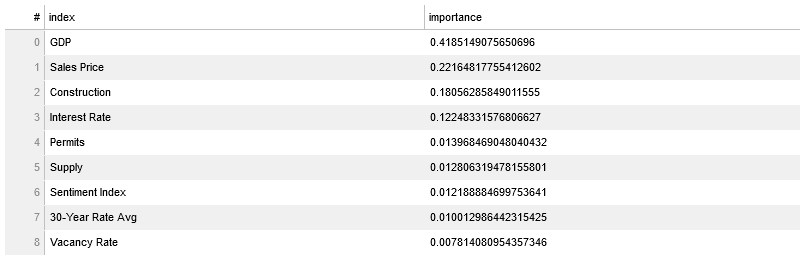 # index importance
0 GDP 0.4185149075650696
1 Sales Price 0.22164817755412602
2 Construction 0.18056285849011555
3 Interest Rate 0.12248331576806627
4 Permits 0.013968469048040432
5 Supply 0.012806319478155801
6 Sentiment Index 0.012188884699753641
7 30-Year Rate Avg 0.010012986442315425
8 Vacancy Rate 0.007814080954357346